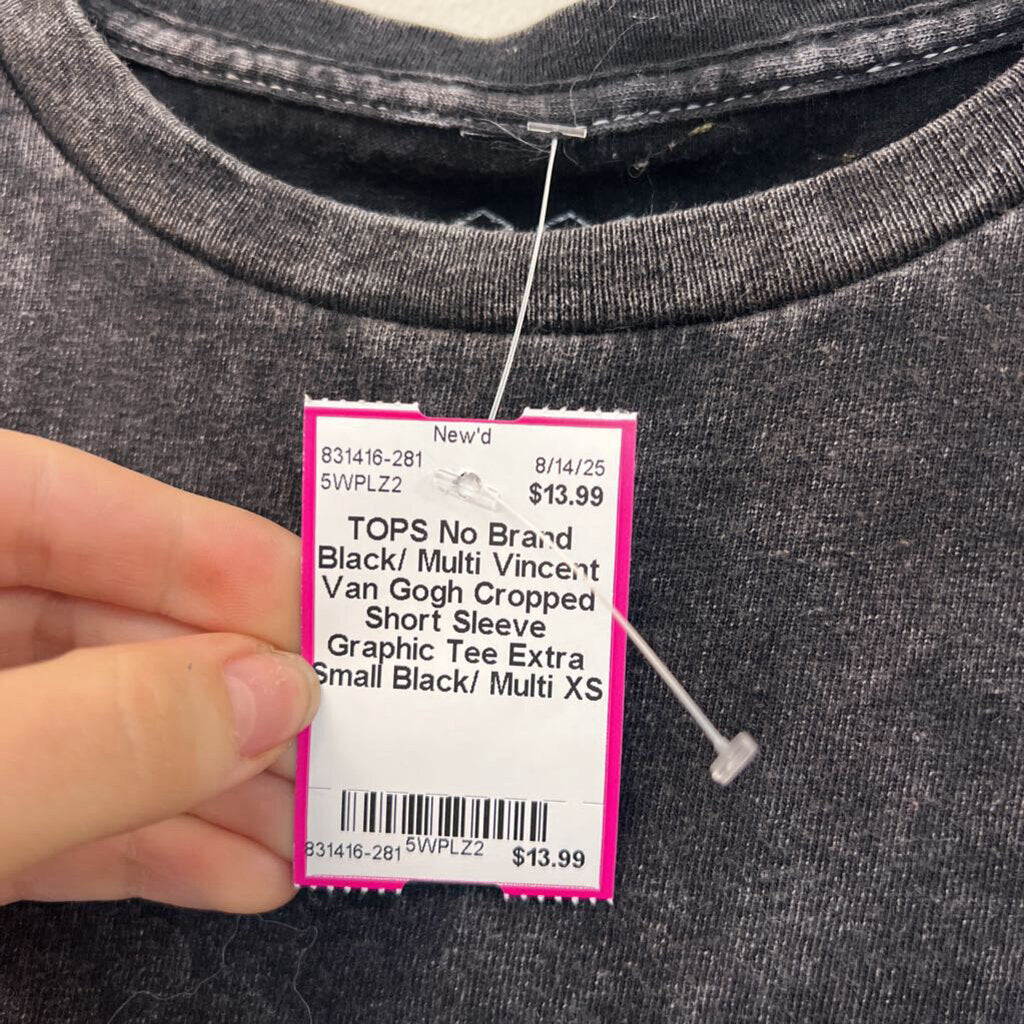 New'd
831416-281 8/14/25
5WPLZ2 $13.99
TOPS No Brand
Black/ Multi Vincent
Van Gogh Cropped
Short Sleeve
Graphic Tee Extra
Small Black/ Multi XS
831416-281 5WPLZ2 $13.99